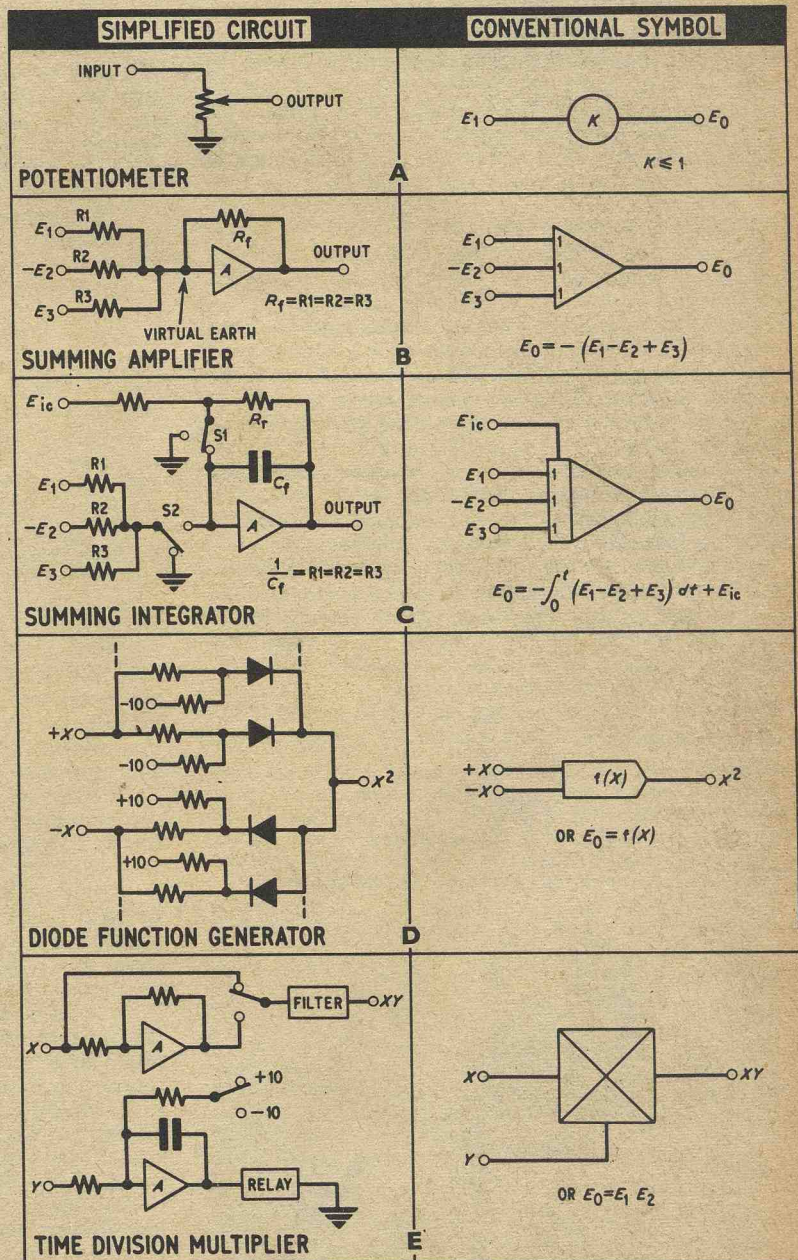 SIMPLIFIED CIRCUIT
CONVENTIONAL SYMBOL
INPUT
OUTPUT
POTENTIOMETER
A
E1
K
E0
K ≤ 1
E1
R1
-E2
R2
E3
R3
Rf
A
OUTPUT
Rf=R1=R2=R3
VIRTUAL EARTH
SUMMING AMPLIFIER
B
E1
1
-E2
1
E3
1
E0
E0 = - (E1-E2+E3)
Eic
S1
Rr
Cf
E1
R1
-E2
R2
E3
R3
S2
A
OUTPUT
1/Cf = R1=R2=R3
SUMMING INTEGRATOR
C
Eic
E1
1
-E2
1
E3
1
E0
E0 = -∫0t (E1-E2+E3) dt + Eic
-10
+X
-10
+10
-X
+10
X2
DIODE FUNCTION GENERATOR
D
+X
-X
f(X)
X2
OR E0 = f(X)
X
A
FILTER
XY
+10
-10
Y
A
RELAY
TIME DIVISION MULTIPLIER
E
X
Y
XY
OR E0=E1 E2